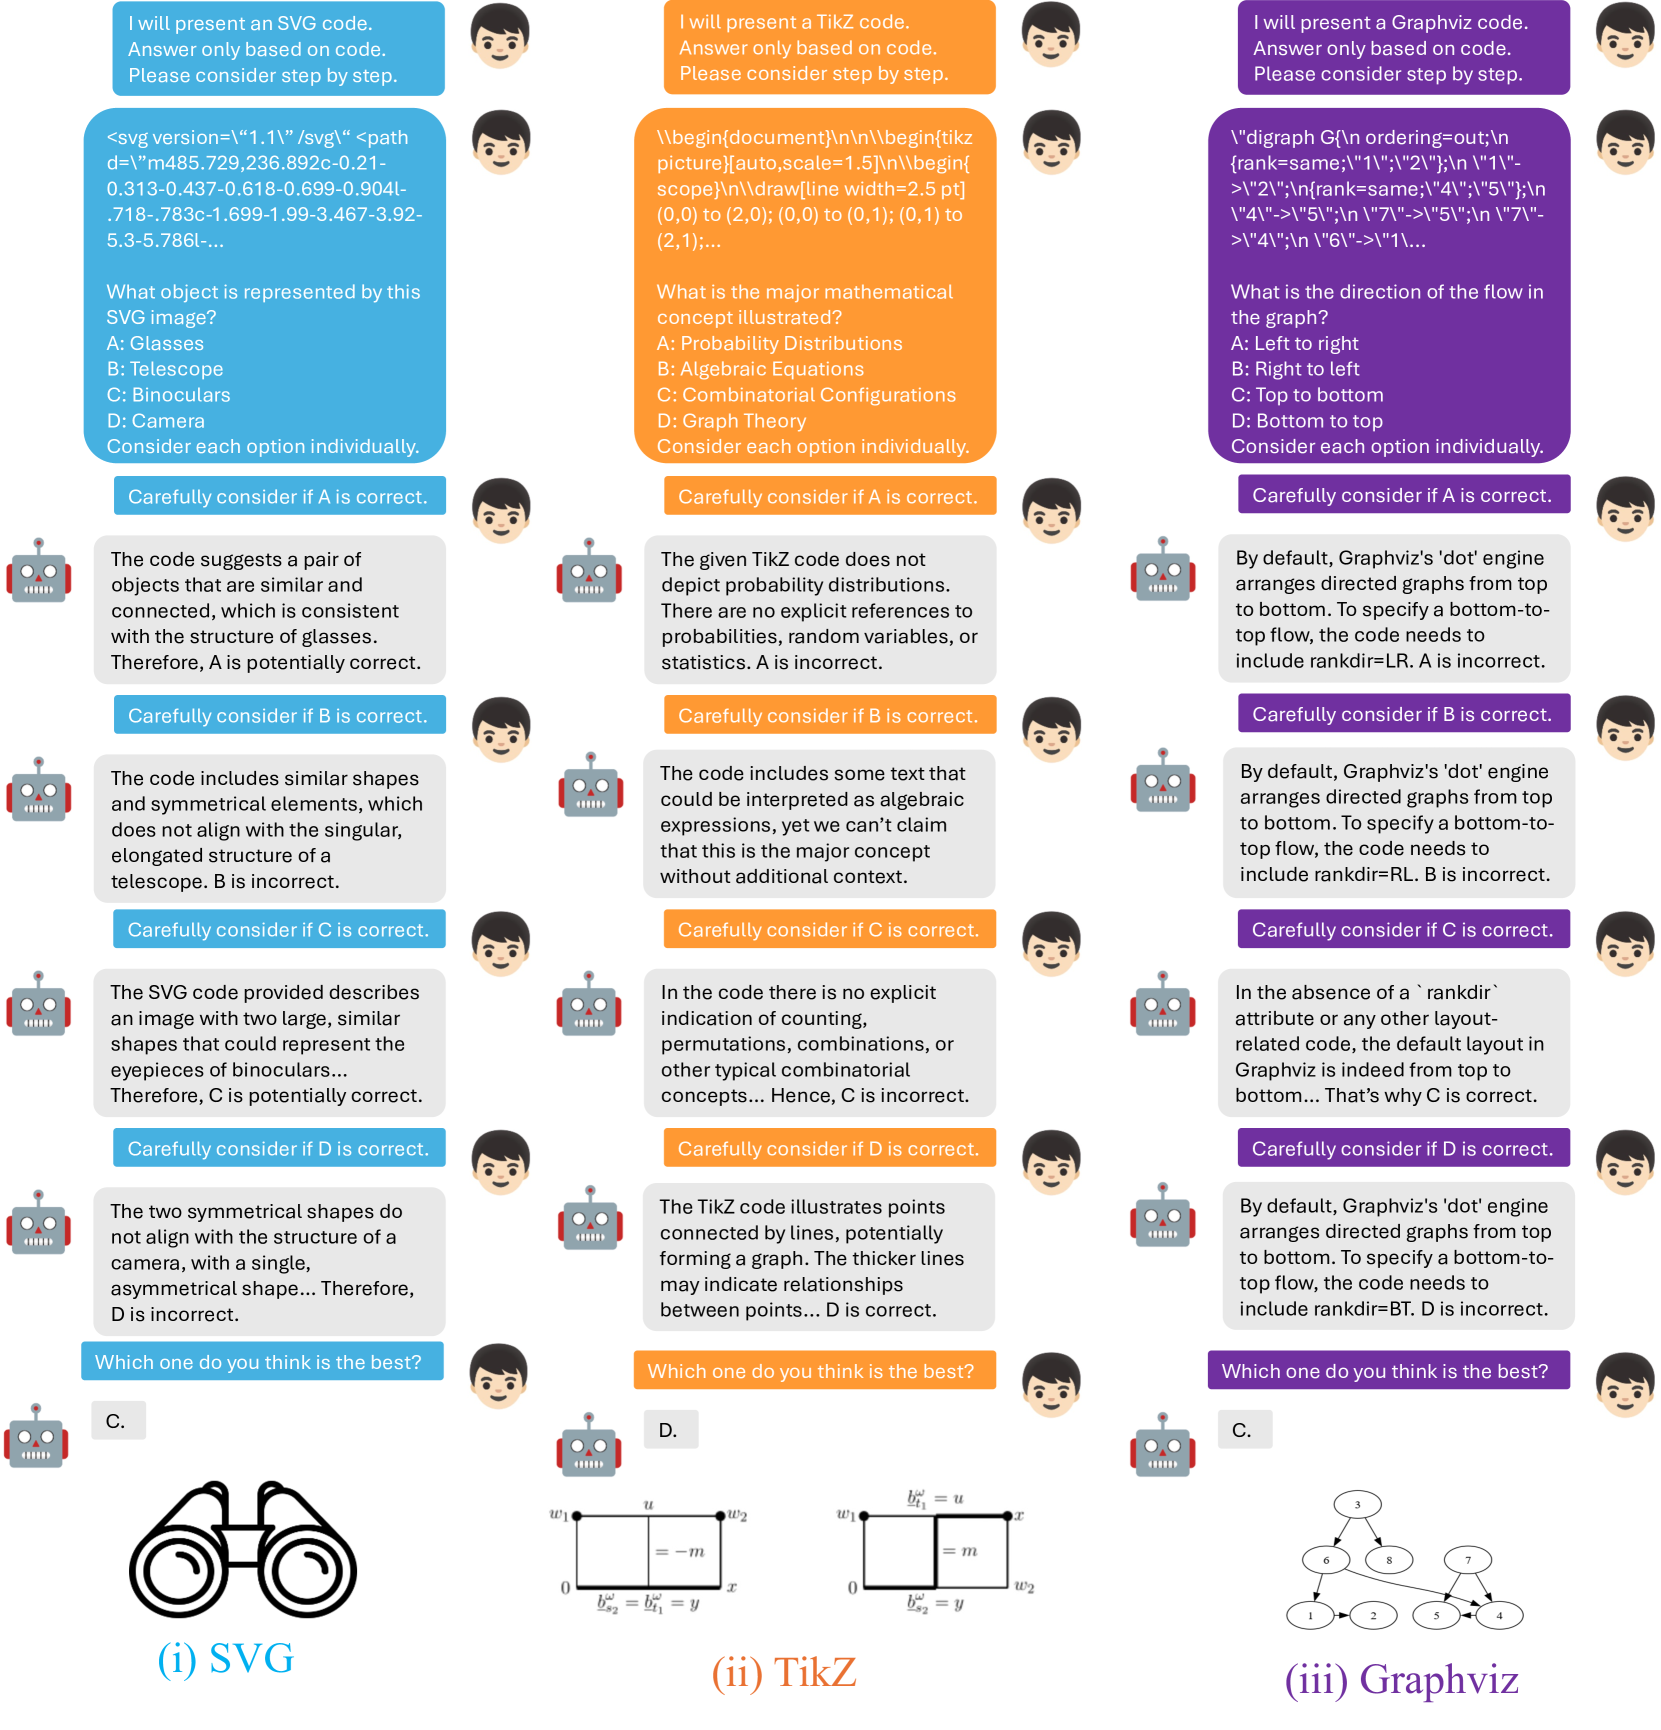 I will present an SVG code.
Answer only based on code.
Please consider step by step.
<svg version=\“1.1\” /svg\“ <path
d=\”m485.729,236.892c-0.21-
0.313-0.437-0.618-0.699-0.904l-
.718-.783c-1.699-1.99-3.467-3.92-
5.3-5.786l-...
What object is represented by this
SVG image?
A: Glasses
B: Telescope
C: Binoculars
D: Camera
Consider each option individually.
Carefully consider if A is correct.
The code suggests a pair of
objects that are similar and
connected, which is consistent
with the structure of glasses.
Therefore, A is potentially correct.
Carefully consider if B is correct.
The code includes similar shapes
and symmetrical elements, which
does not align with the singular,
elongated structure of a
telescope. B is incorrect.
Carefully consider if C is correct.
The SVG code provided describes
an image with two large, similar
shapes that could represent the
eyepieces of binoculars...
Therefore, C is potentially correct.
Carefully consider if D is correct.
The two symmetrical shapes do
not align with the structure of a
camera, with a single,
asymmetrical shape... Therefore,
D is incorrect.
Which one do you think is the best?
C.
(i) SVG
I will present a TikZ code.
Answer only based on code.
Please consider step by step.
\\begin{document}\n\n\\begin{tikz
picture}[auto,scale=1.5]\n\\begin{
scope}\n\\draw[line width=2.5 pt]
(0,0) to (2,0); (0,0) to (0,1); (0,1) to
(2,1);...
What is the major mathematical
concept illustrated?
A: Probability Distributions
B: Algebraic Equations
C: Combinatorial Configurations
D: Graph Theory
Consider each option individually.
Carefully consider if A is correct.
The given TikZ code does not
depict probability distributions.
There are no explicit references to
probabilities, random variables, or
statistics. A is incorrect.
Carefully consider if B is correct.
The code includes some text that
could be interpreted as algebraic
expressions, yet we can’t claim
that this is the major concept
without additional context.
Carefully consider if C is correct.
In the code there is no explicit
indication of counting,
permutations, combinations, or
other typical combinatorial
concepts... Hence, C is incorrect.
Carefully consider if D is correct.
The TikZ code illustrates points
connected by lines, potentially
forming a graph. The thicker lines
may indicate relationships
between points... D is correct.
Which one do you think is the best?
D.
w₁ u w₂
= −m
0 x
b^ω_{s₂} = b^ω_{t₁} = y
b^ω_{t₁} = u
w₁ x
= m
0 w₂
b^ω_{s₂} = y
(ii) TikZ
I will present a Graphviz code.
Answer only based on code.
Please consider step by step.
\"digraph G{\n ordering=out;\n
{rank=same;\"1\";\"2\"};\n \"1\"-
>\"2\";\n{rank=same;\"4\";\"5\"};\n
\"4\"->\"5\";\n \"7\"->\"5\";\n \"7\"-
>\"4\";\n \"6\"->\"1\...
What is the direction of the flow in
the graph?
A: Left to right
B: Right to left
C: Top to bottom
D: Bottom to top
Consider each option individually.
Carefully consider if A is correct.
By default, Graphviz's 'dot' engine
arranges directed graphs from top
to bottom. To specify a bottom-to-
top flow, the code needs to
include rankdir=LR. A is incorrect.
Carefully consider if B is correct.
By default, Graphviz's 'dot' engine
arranges directed graphs from top
to bottom. To specify a bottom-to-
top flow, the code needs to
include rankdir=RL. B is incorrect.
Carefully consider if C is correct.
In the absence of a `rankdir`
attribute or any other layout-
related code, the default layout in
Graphviz is indeed from top to
bottom... That’s why C is correct.
Carefully consider if D is correct.
By default, Graphviz's 'dot' engine
arranges directed graphs from top
to bottom. To specify a bottom-to-
top flow, the code needs to
include rankdir=BT. D is incorrect.
Which one do you think is the best?
C.
3
6 8 7
1 2 5 4
(iii) Graphviz